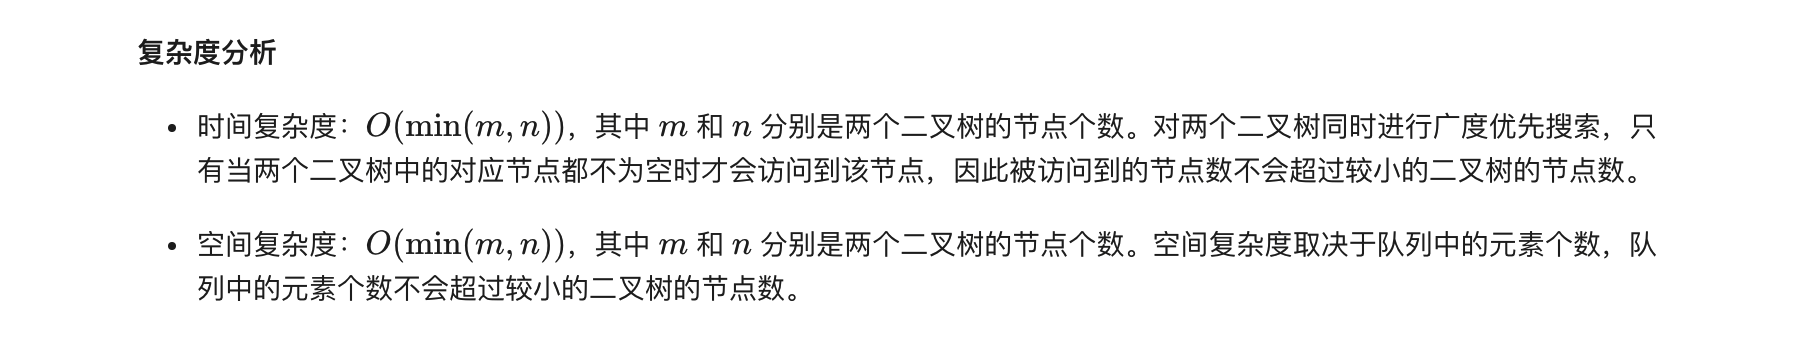 复杂度分析
• 时间复杂度：O(min(m, n))，其中 m 和 n 分别是两个二叉树的节点个数。对两个二叉树同时进行广度优先搜索，只
有当两个二叉树中的对应节点都不为空时才会访问到该节点，因此被访问到的节点数不会超过较小的二叉树的节点数。
• 空间复杂度：O(min(m, n))，其中 m 和 n 分别是两个二叉树的节点个数。空间复杂度取决于队列中的元素个数，队
列中的元素个数不会超过较小的二叉树的节点数。